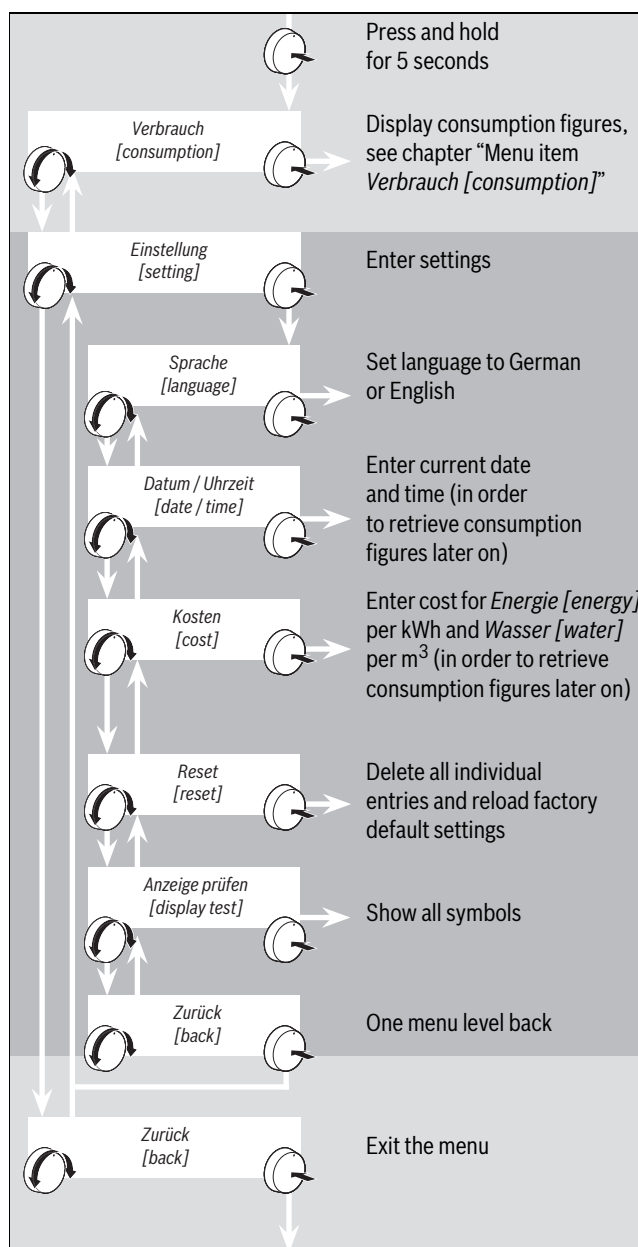 Press and hold
for 5 seconds
Verbrauch
[consumption]
Display consumption figures,
see chapter “Menu item
Verbrauch [consumption]”
Einstellung
[setting]
Enter settings
Sprache
[language]
Set language to German
or English
Datum / Uhrzeit
[date / time]
Enter current date
and time (in order
to retrieve consumption
figures later on)
Kosten
[cost]
Enter cost for Energie [energy]
per kWh and Wasser [water]
per m³ (in order to retrieve
consumption figures later on)
Reset
[reset]
Delete all individual
entries and reload factory
default settings
Anzeige prüfen
[display test]
Show all symbols
Zurück
[back]
One menu level back
Zurück
[back]
Exit the menu